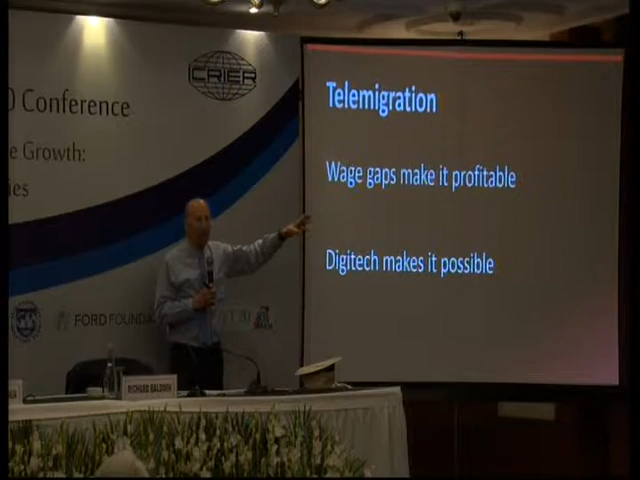 ICRIER
Conference
e Growth:
ies
FORD FOUNDA
RICHARD BALDWIN
Telemigration
Wage gaps make it profitable
Digitech makes it possible